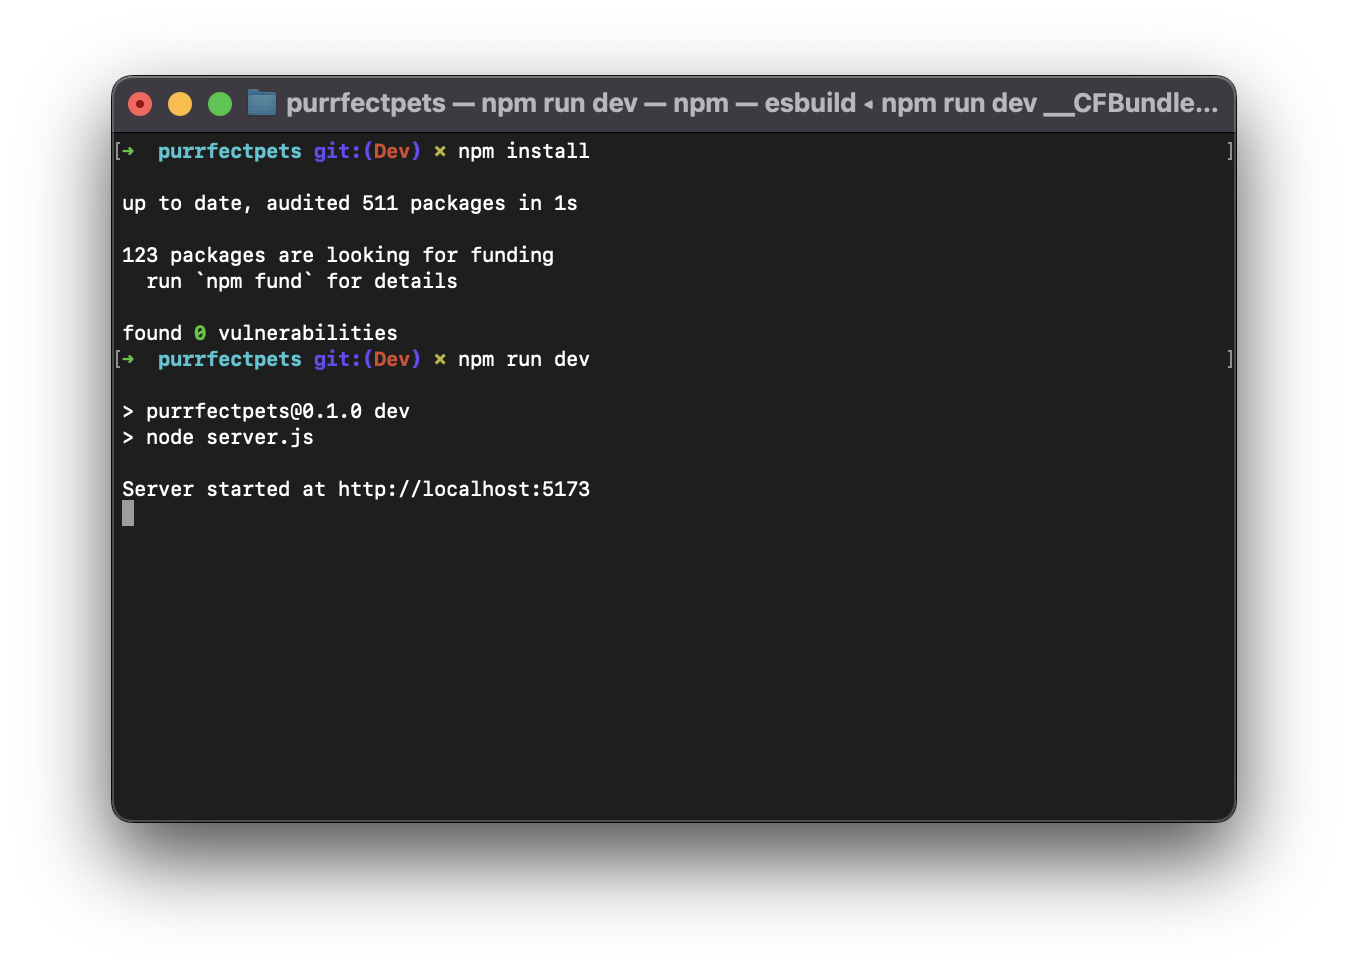 purrfectpets — npm run dev — npm — esbuild ◂ npm run dev __CFBundle...
[➜  purrfectpets git:(Dev) ✗ npm install ]
up to date, audited 511 packages in 1s
123 packages are looking for funding
  run `npm fund` for details
found 0 vulnerabilities
[➜  purrfectpets git:(Dev) ✗ npm run dev ]
> purrfectpets@0.1.0 dev
> node server.js
Server started at http://localhost:5173